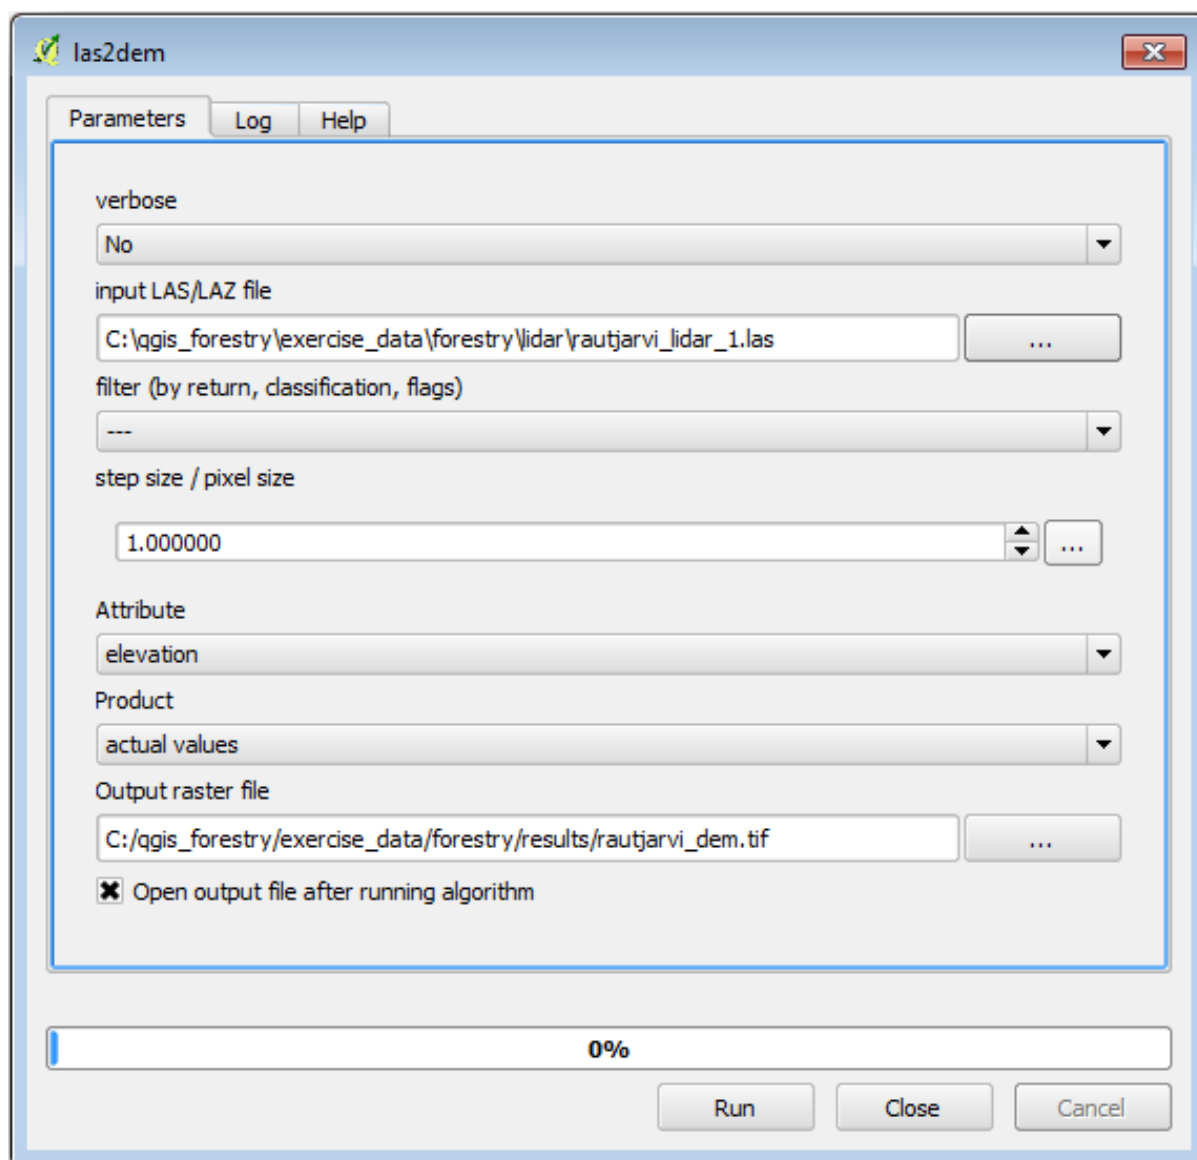 las2dem
Parameters Log Help
verbose
No
input LAS/LAZ file
C:\qgis_forestry\exercise_data\forestry\lidar\rautjarvi_lidar_1.las ...
filter (by return, classification, flags)
---
step size / pixel size
1.000000 ...
Attribute
elevation
Product
actual values
Output raster file
C:/qgis_forestry/exercise_data/forestry/results/rautjarvi_dem.tif ...
Open output file after running algorithm
0%
Run Close Cancel